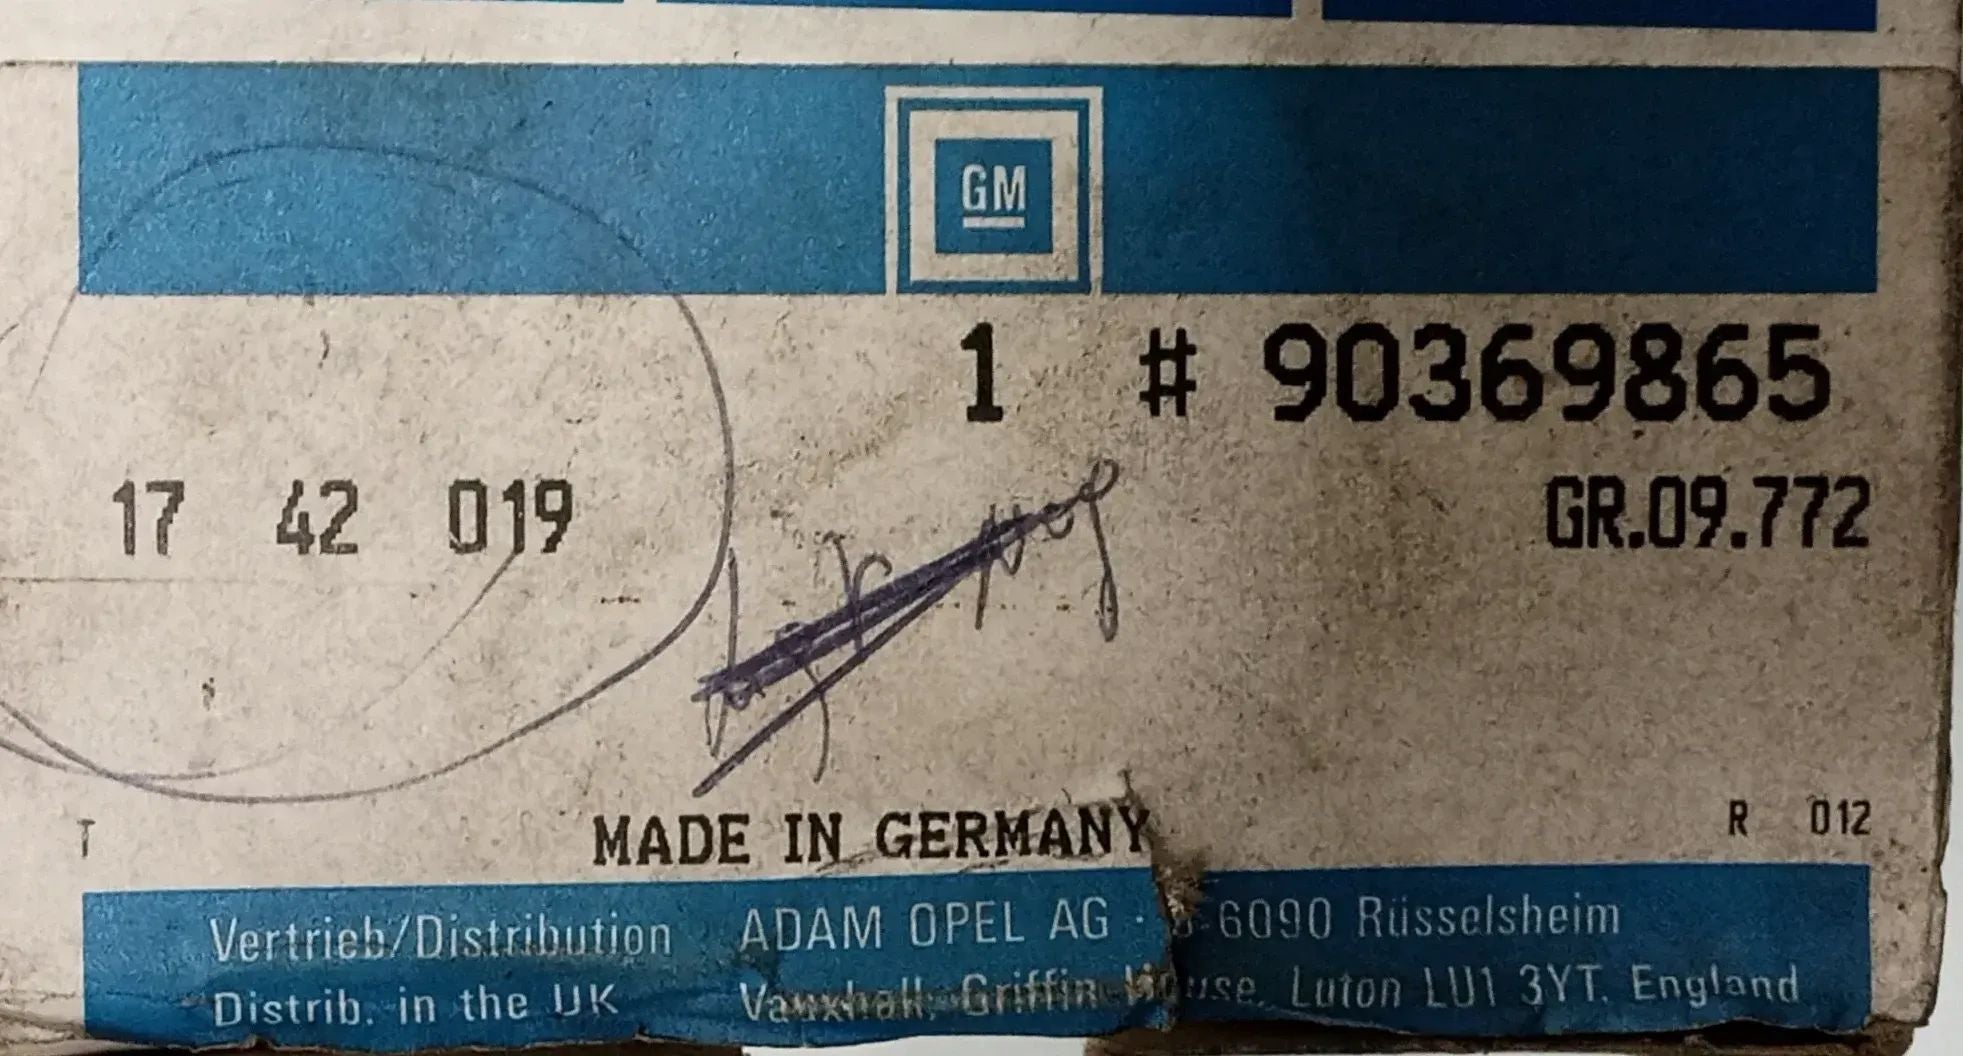 GM
1 # 90369865
17 42 019 GR.09.772
T MADE IN GERMANY R 012
Vertrieb/Distribution ADAM OPEL AG · 6090 Rüsselsheim
Distrib. in the UK Vauxhall, Griffin House, Luton LU1 3YT. England